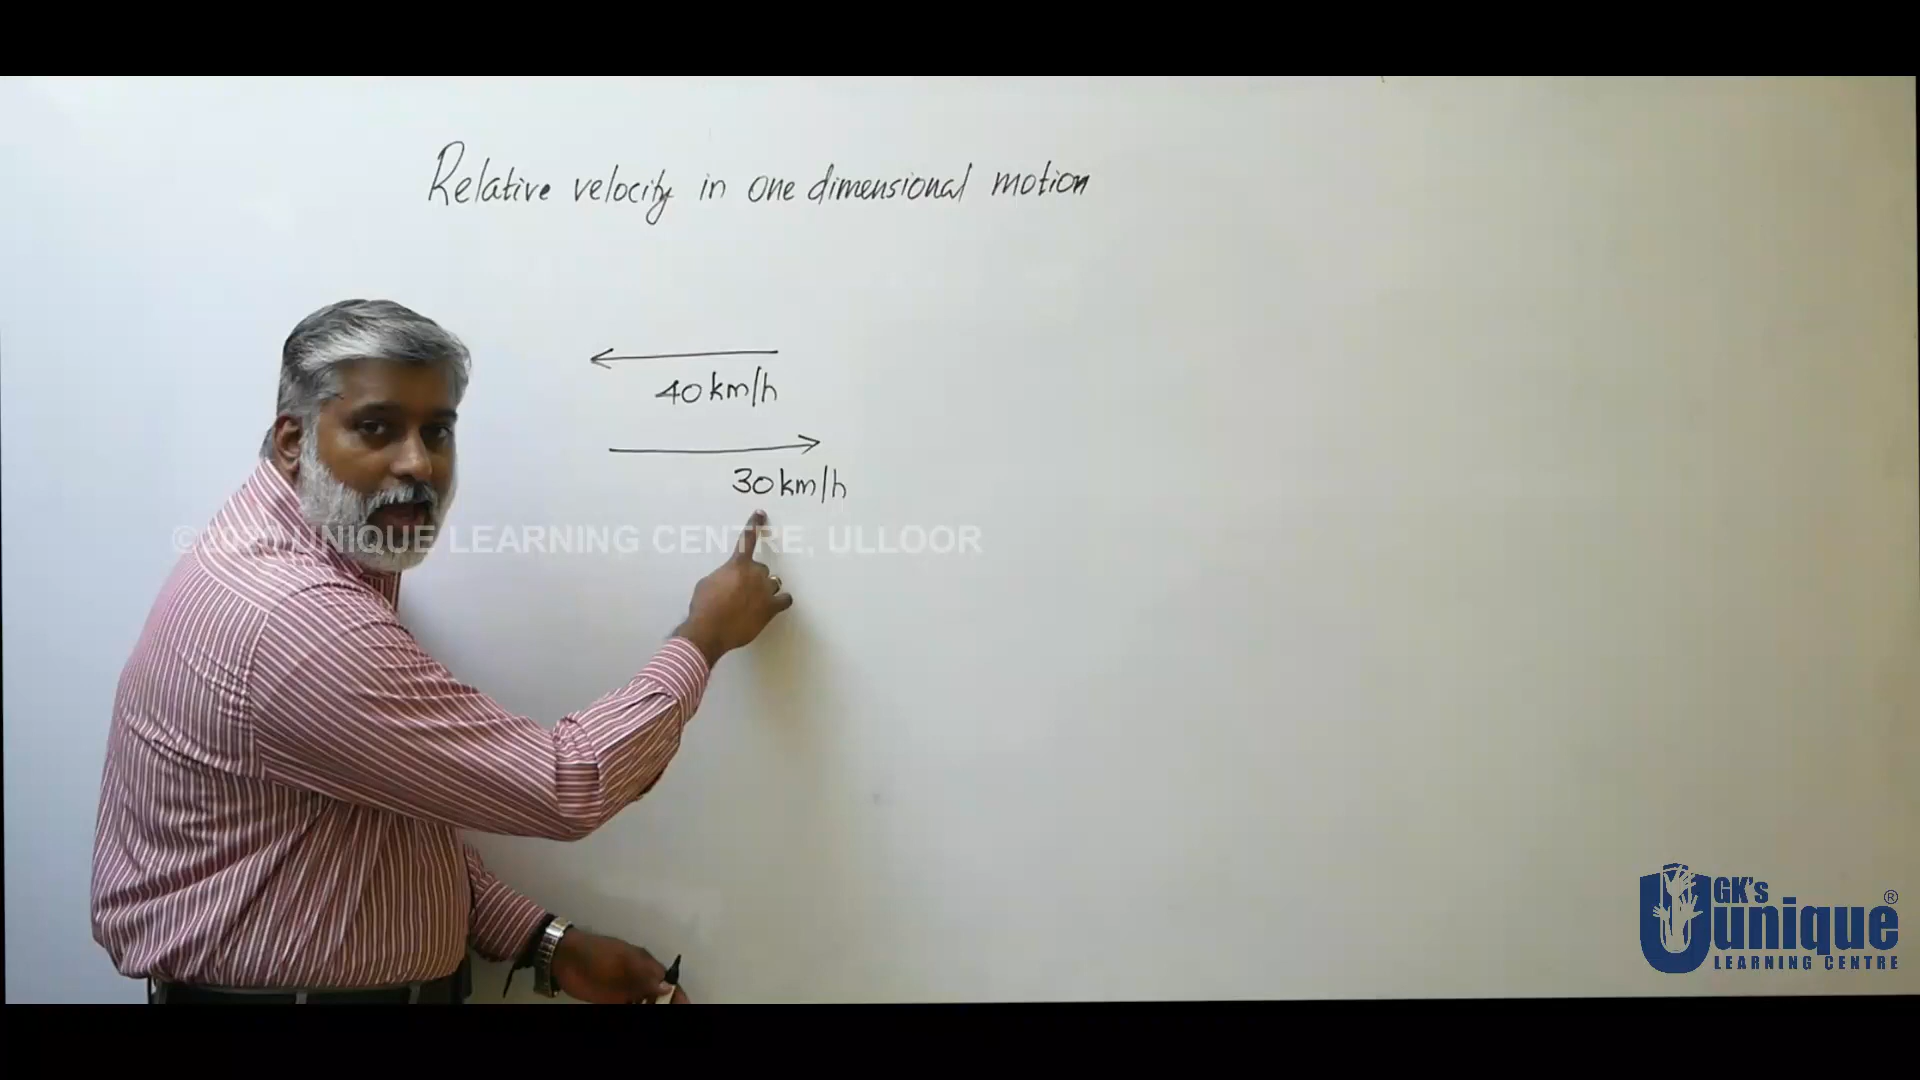 Relative velocity in one dimensional motion
40 km/h
30 km/h
UNIQUE LEARNING CENTRE, ULLOOR
GK's
unique®
LEARNING CENTRE